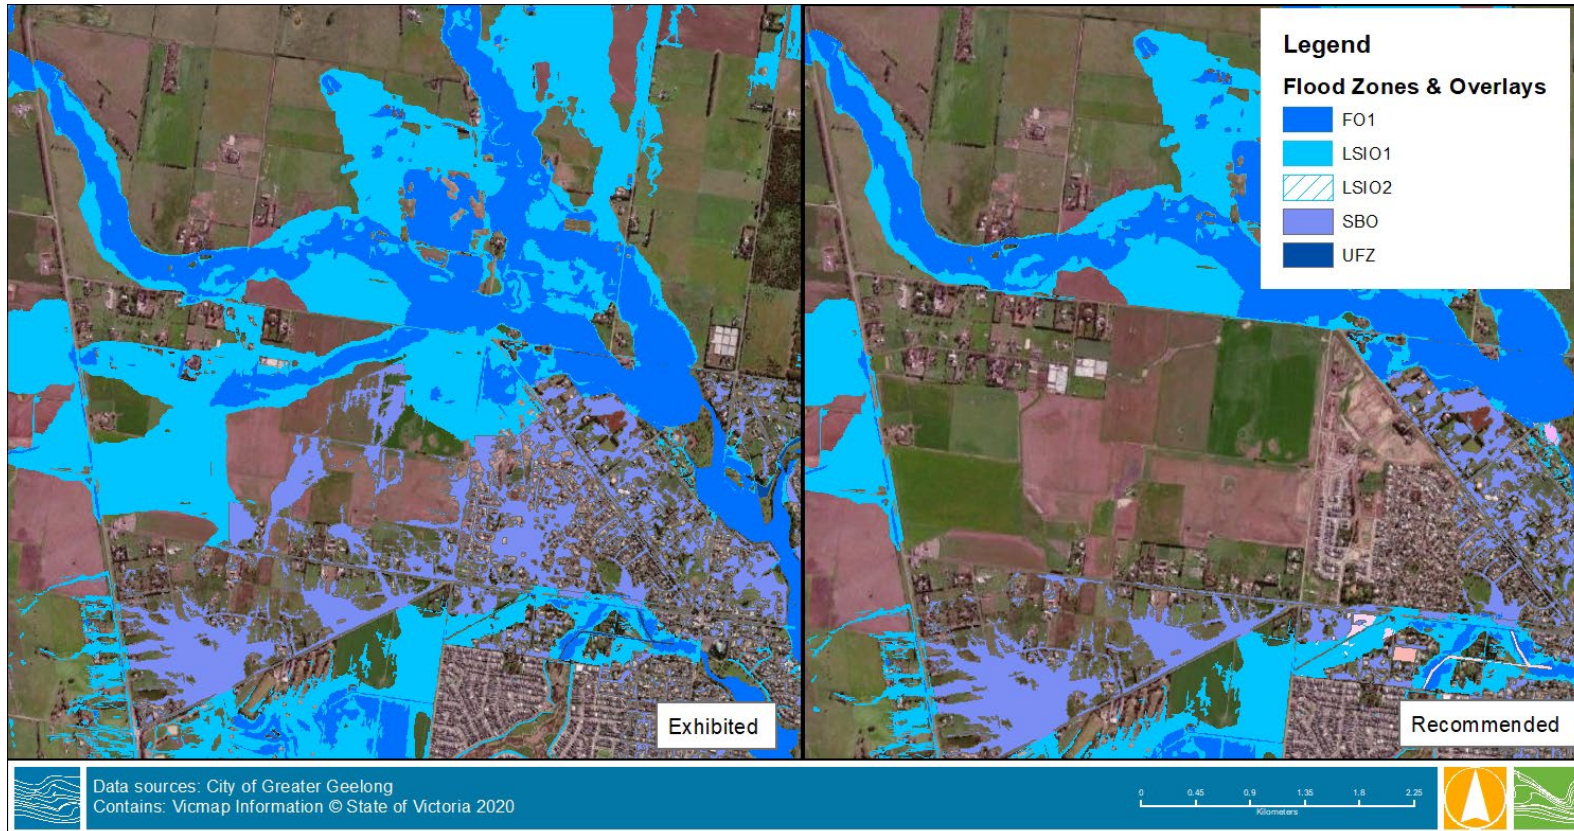 Legend
Flood Zones & Overlays
FO1
LSIO1
LSIO2
SBO
UFZ
Exhibited
Recommended
Data sources: City of Greater Geelong
Contains: Vicmap Information © State of Victoria 2020
0 0.45 0.9 1.35 1.8 2.25
Kilometers